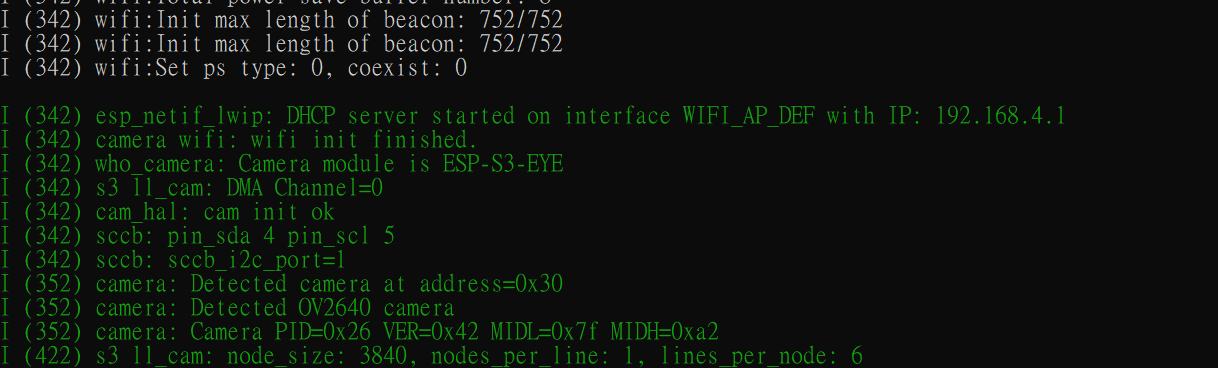 I (342) wifi:Total power save buffer number: 8
I (342) wifi:Init max length of beacon: 752/752
I (342) wifi:Init max length of beacon: 752/752
I (342) wifi:Set ps type: 0, coexist: 0
I (342) esp_netif_lwip: DHCP server started on interface WIFI_AP_DEF with IP: 192.168.4.1
I (342) camera wifi: wifi init finished.
I (342) who_camera: Camera module is ESP-S3-EYE
I (342) s3 ll_cam: DMA Channel=0
I (342) cam_hal: cam init ok
I (342) sccb: pin_sda 4 pin_scl 5
I (342) sccb: sccb_i2c_port=1
I (352) camera: Detected camera at address=0x30
I (352) camera: Detected OV2640 camera
I (352) camera: Camera PID=0x26 VER=0x42 MIDL=0x7f MIDH=0xa2
I (422) s3 ll_cam: node_size: 3840, nodes_per_line: 1, lines_per_node: 6